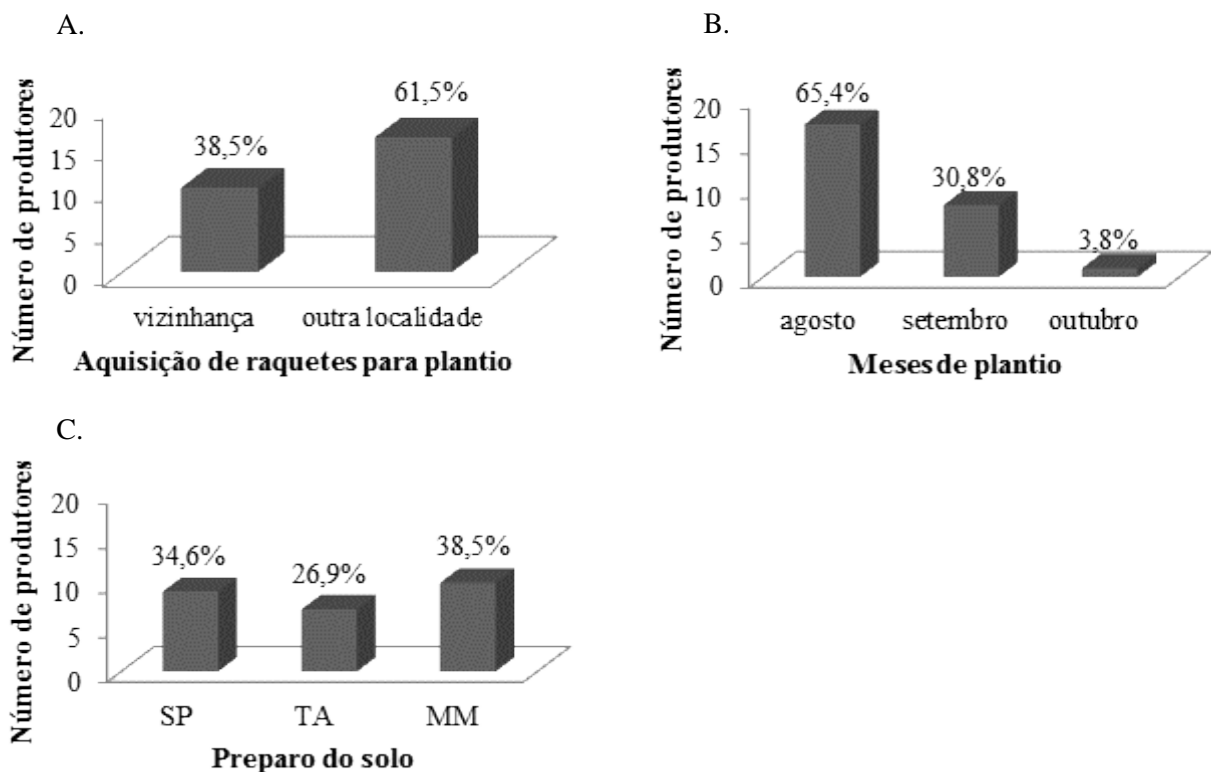 A.
Número de produtores
20
15
10
5
0
38,5%
61,5%
vizinhança
outra localidade
Aquisição de raquetes para plantio
B.
Número de produtores
20
15
10
5
0
65,4%
30,8%
3,8%
agosto
setembro
outubro
Meses de plantio
C.
Número de produtores
20
15
10
5
0
34,6%
26,9%
38,5%
SP
TA
MM
Preparo do solo